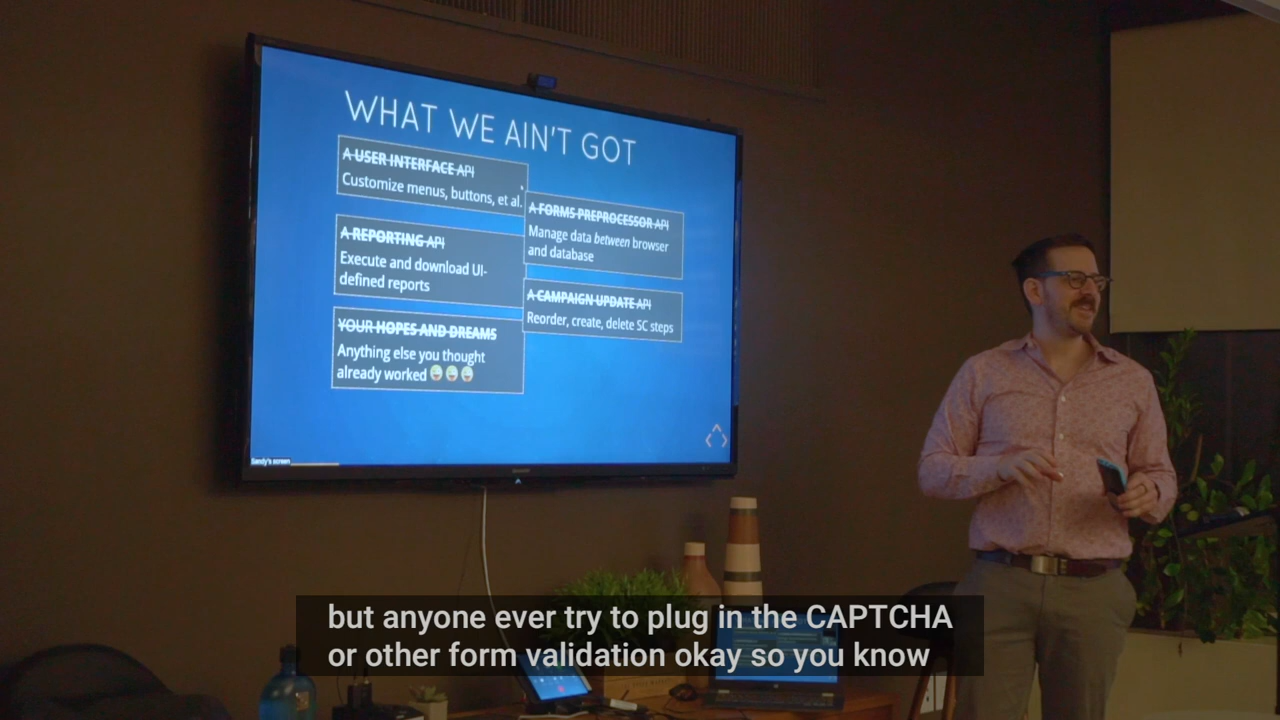 WHAT WE AIN'T GOT
A USER INTERFACE API
Customize menus, buttons, et al.
A FORMS PREPROCESSOR API
Manage data between browser
and database
A REPORTING API
Execute and download UI-
defined reports
A CAMPAIGN UPDATE API
Reorder, create, delete SC steps
YOUR HOPES AND DREAMS
Anything else you thought
already worked 😜😜😜
Sandy's screen
SHARP
but anyone ever try to plug in the CAPTCHA
or other form validation okay so you know